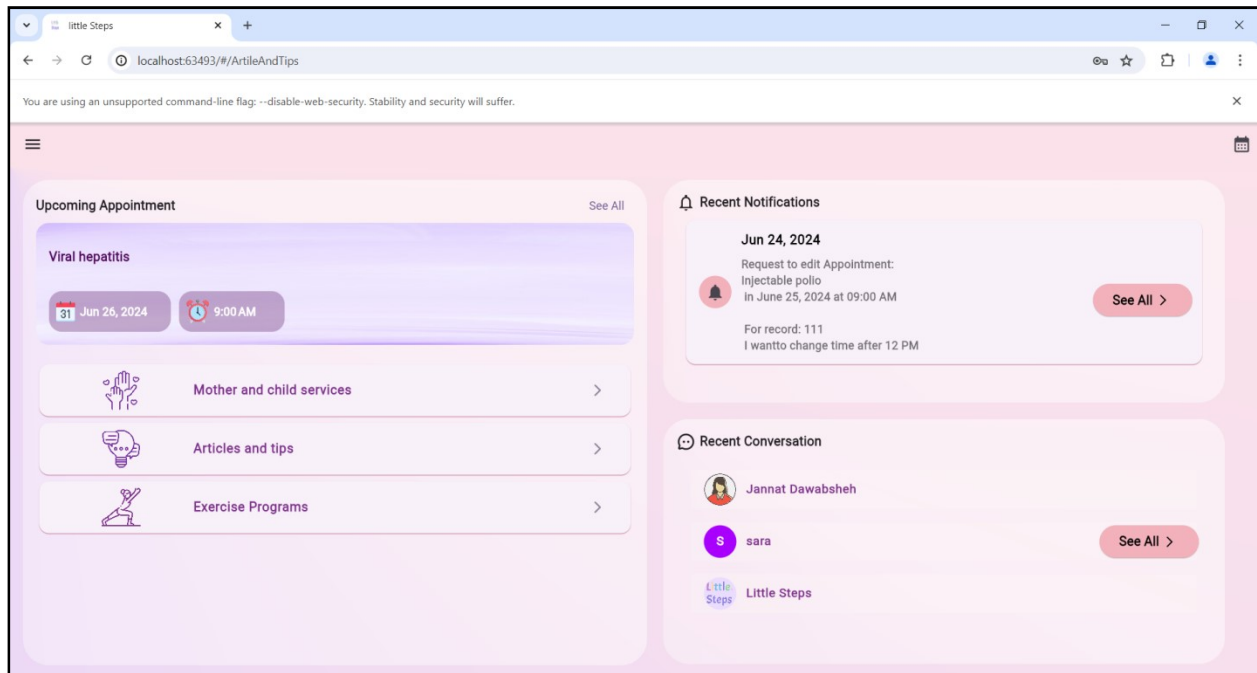 little Steps
localhost:63493/#/ArtileAndTips
You are using an unsupported command-line flag: --disable-web-security. Stability and security will suffer.
Upcoming Appointment
See All
Viral hepatitis
31
Jun 26, 2024
9:00 AM
Mother and child services
Articles and tips
Exercise Programs
Recent Notifications
Jun 24, 2024
Request to edit Appointment:
Injectable polio
in June 25, 2024 at 09:00 AM
For record: 111
I wantto change time after 12 PM
See All
Recent Conversation
Jannat Dawabsheh
S
sara
See All
Little
Steps
Little Steps